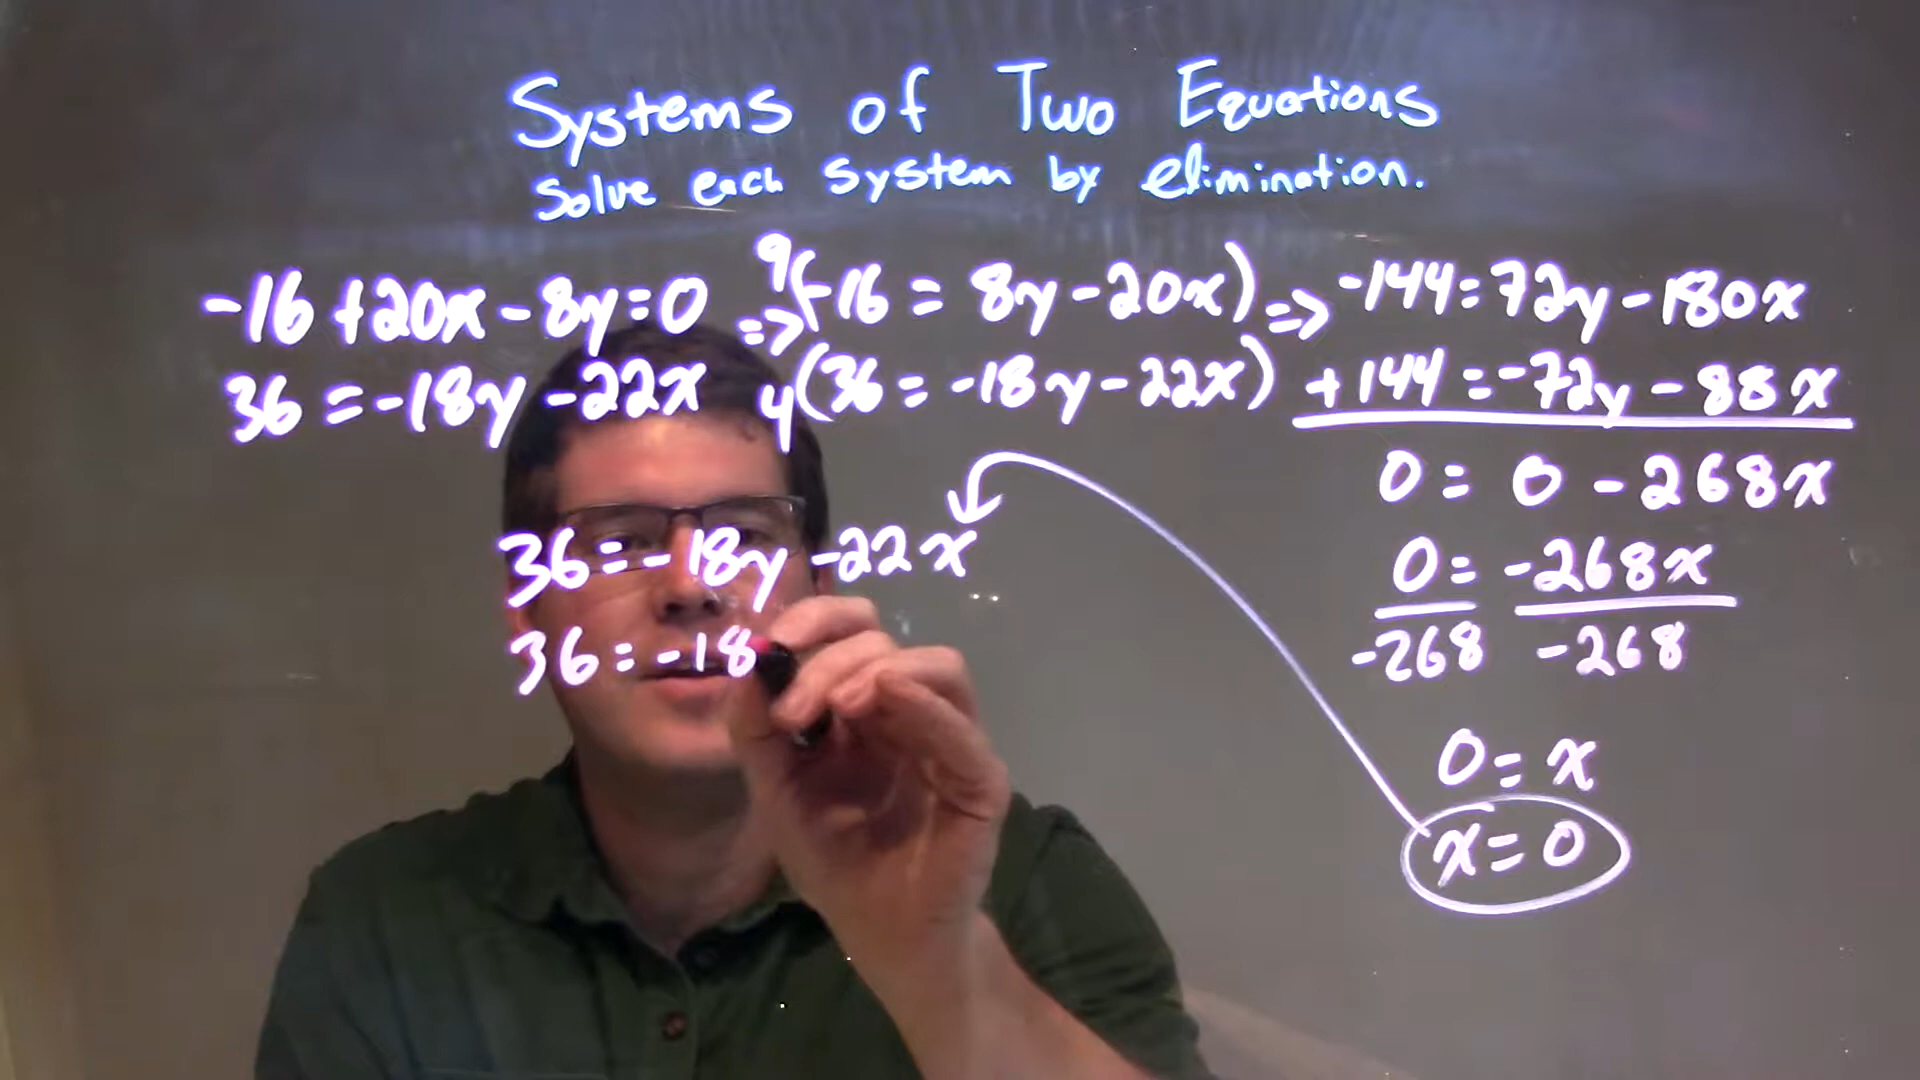 Systems of Two Equations
Solve each system by elimination.
-16 +20x - 8y = 0 => 9(-16 = 8y - 20x) => -144 = 72y - 180x
36 = -18y - 22x 4(36 = -18y - 22x) + 144 = -72y - 88x
0 = 0 - 268x
36 = -18y - 22x 0 = -268x
36 = -18 -268 -268
0 = x
x = 0